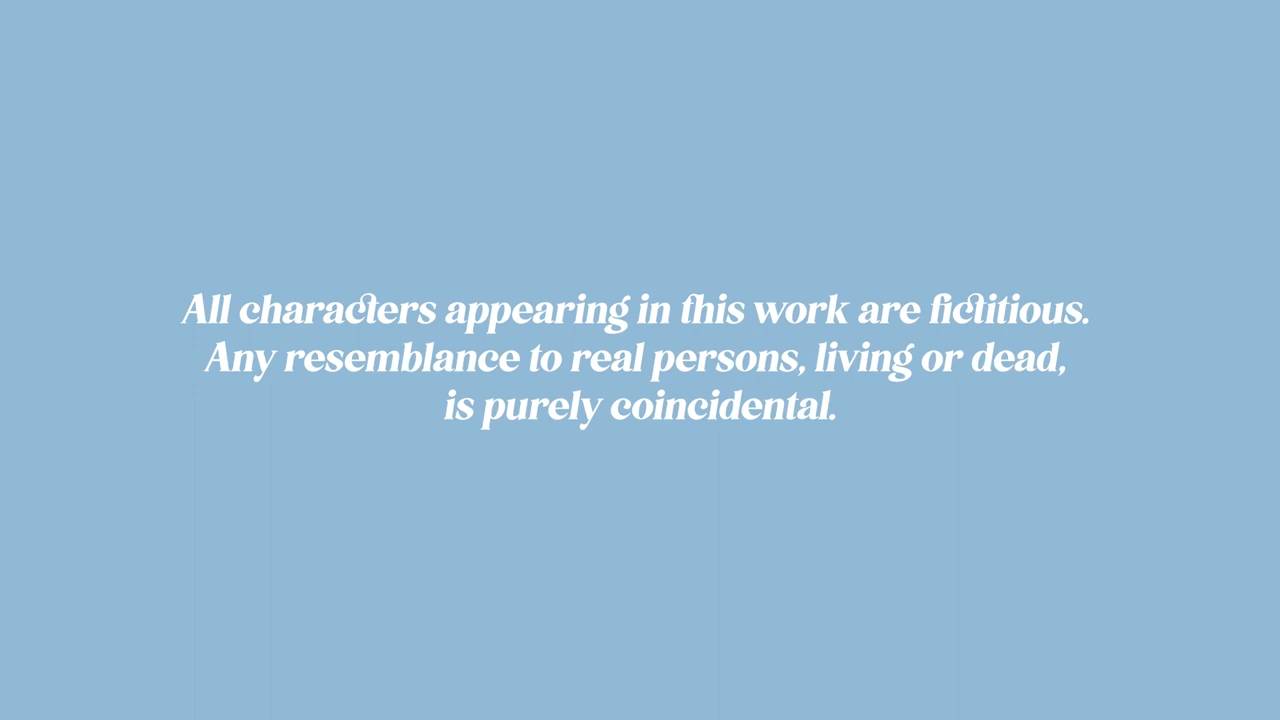 All characters appearing in this work are fictitious.
Any resemblance to real persons, living or dead,
is purely coincidental.